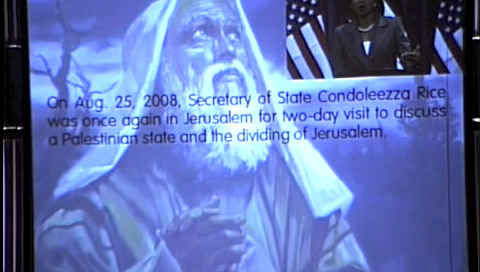 On Aug. 25, 2008, Secretary of State Condoleezza Rice
was once again in Jerusalem for two-day visit to discuss
a Palestinian state and the dividing of Jerusalem.